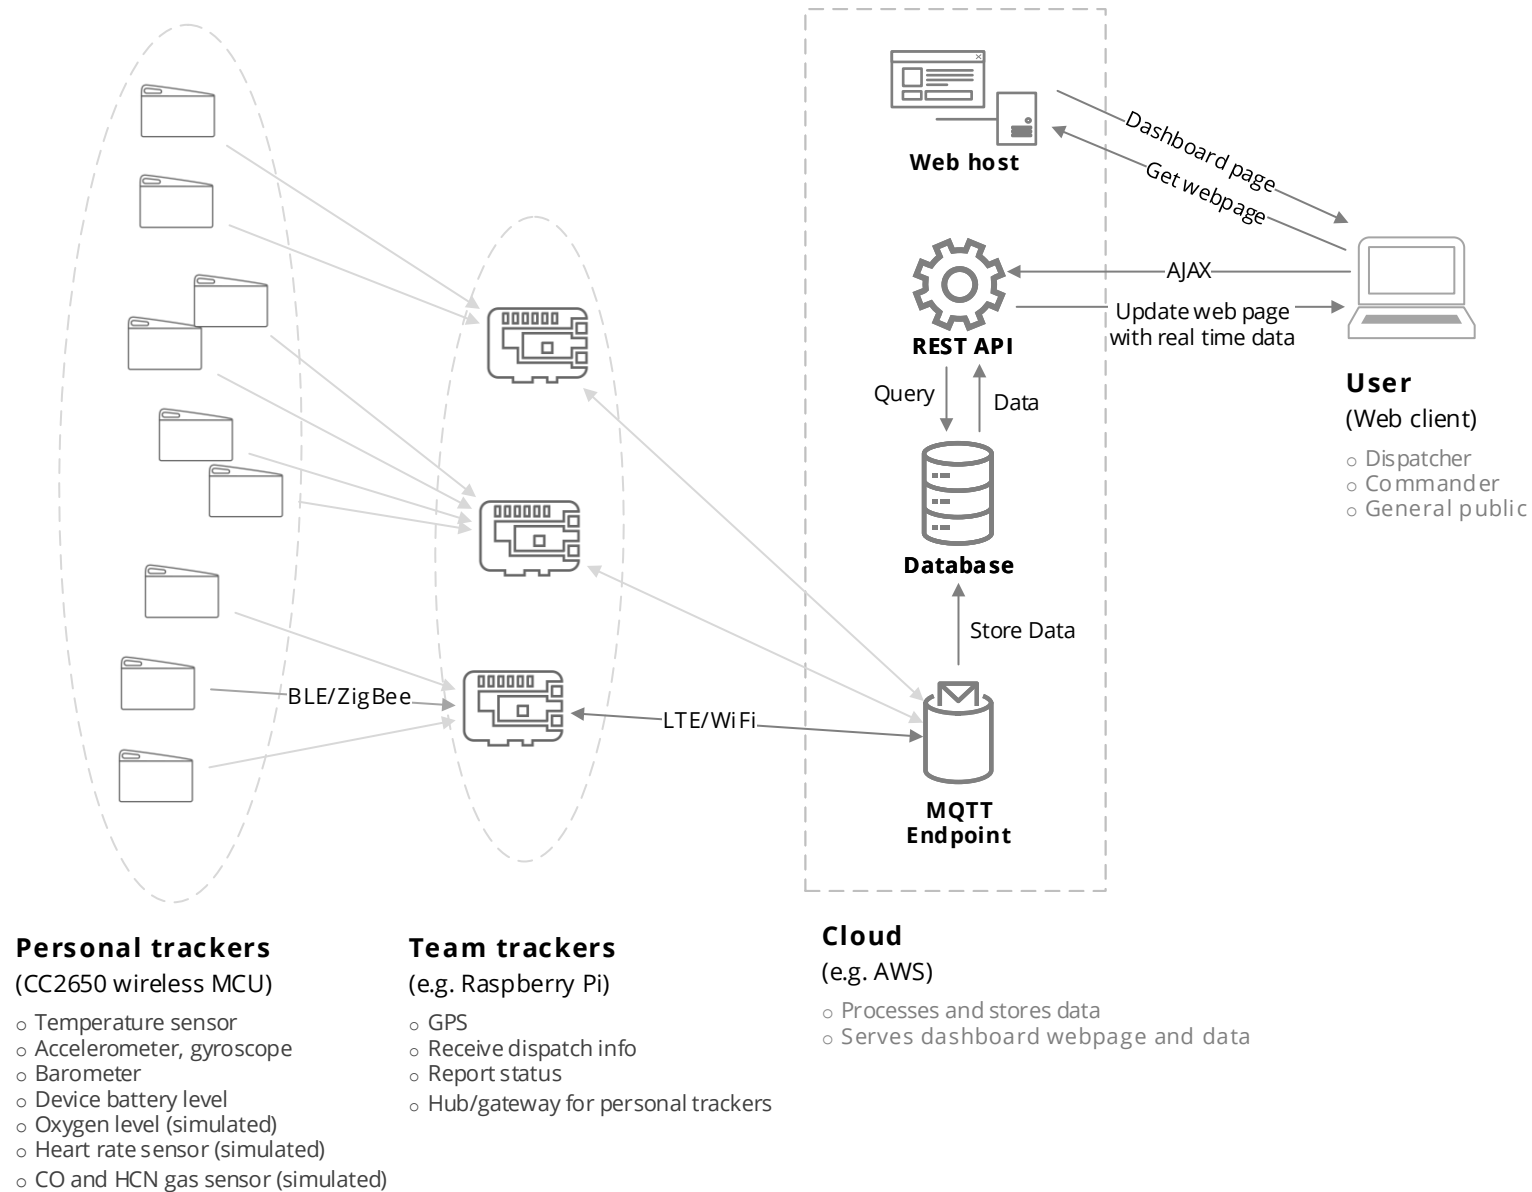 Web host
Dashboard page
Get webpage
REST API
AJAX
Update web page
with real time data
Query
Data
Database
Store Data
BLE/ZigBee
LTE/WiFi
MQTT
Endpoint
User
(Web client)
Dispatcher
Commander
General public
Personal trackers
(CC2650 wireless MCU)
Temperature sensor
Accelerometer, gyroscope
Barometer
Device battery level
Oxygen level (simulated)
Heart rate sensor (simulated)
CO and HCN gas sensor (simulated)
Team trackers
(e.g. Raspberry Pi)
GPS
Receive dispatch info
Report status
Hub/gateway for personal trackers
Cloud
(e.g. AWS)
Processes and stores data
Serves dashboard webpage and data